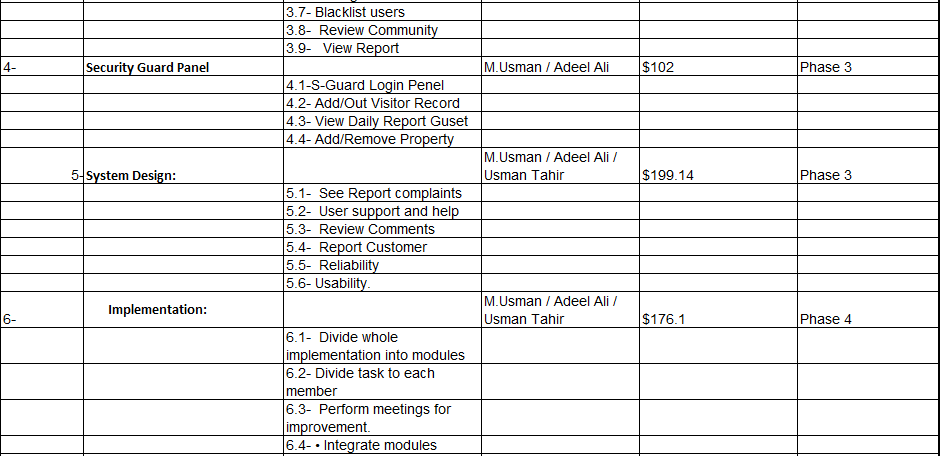 3.7- Blacklist users
3.8- Review Community
3.9- View Report
4- Security Guard Panel M.Usman / Adeel Ali $102 Phase 3
4.1-S-Guard Login Penel
4.2- Add/Out Visitor Record
4.3- View Daily Report Guset
4.4- Add/Remove Property
M.Usman / Adeel Ali /
5- System Design: Usman Tahir $199.14 Phase 3
5.1- See Report complaints
5.2- User support and help
5.3- Review Comments
5.4- Report Customer
5.5- Reliability
5.6- Usability.
Implementation: M.Usman / Adeel Ali /
6- Usman Tahir $176.1 Phase 4
6.1- Divide whole
implementation into modules
6.2- Divide task to each
member
6.3- Perform meetings for
improvement.
6.4- • Integrate modules